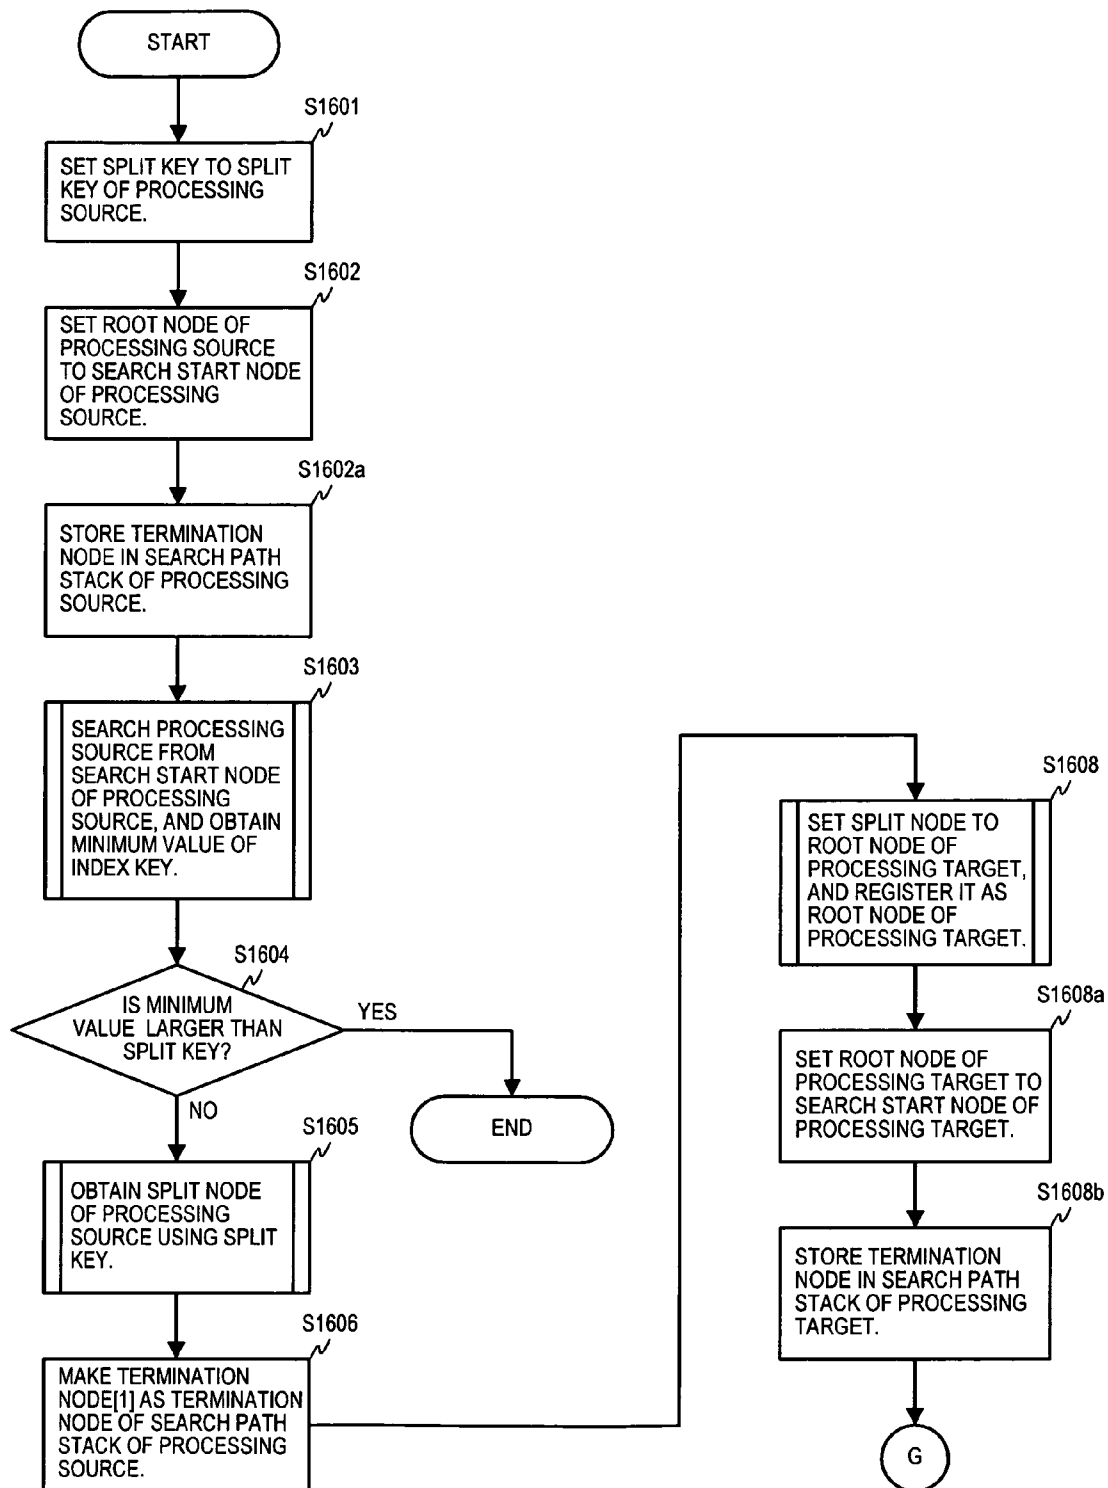 START
S1601
SET SPLIT KEY TO SPLIT
KEY OF PROCESSING
SOURCE.
S1602
SET ROOT NODE OF
PROCESSING SOURCE
TO SEARCH START NODE
OF PROCESSING
SOURCE.
S1602a
STORE TERMINATION
NODE IN SEARCH PATH
STACK OF PROCESSING
SOURCE.
S1603
SEARCH PROCESSING
SOURCE FROM
SEARCH START NODE
OF PROCESSING
SOURCE, AND OBTAIN
MINIMUM VALUE OF
INDEX KEY.
S1604
IS MINIMUM
VALUE LARGER THAN
SPLIT KEY?
YES
END
NO
S1605
OBTAIN SPLIT NODE
OF PROCESSING
SOURCE USING SPLIT
KEY.
S1606
MAKE TERMINATION
NODE[1] AS TERMINATION
NODE OF SEARCH PATH
STACK OF PROCESSING
SOURCE.
S1608
SET SPLIT NODE TO
ROOT NODE OF
PROCESSING TARGET,
AND REGISTER IT AS
ROOT NODE OF
PROCESSING TARGET.
S1608a
SET ROOT NODE OF
PROCESSING TARGET TO
SEARCH START NODE OF
PROCESSING TARGET.
S1608b
STORE TERMINATION
NODE IN SEARCH PATH
STACK OF PROCESSING
TARGET.
G